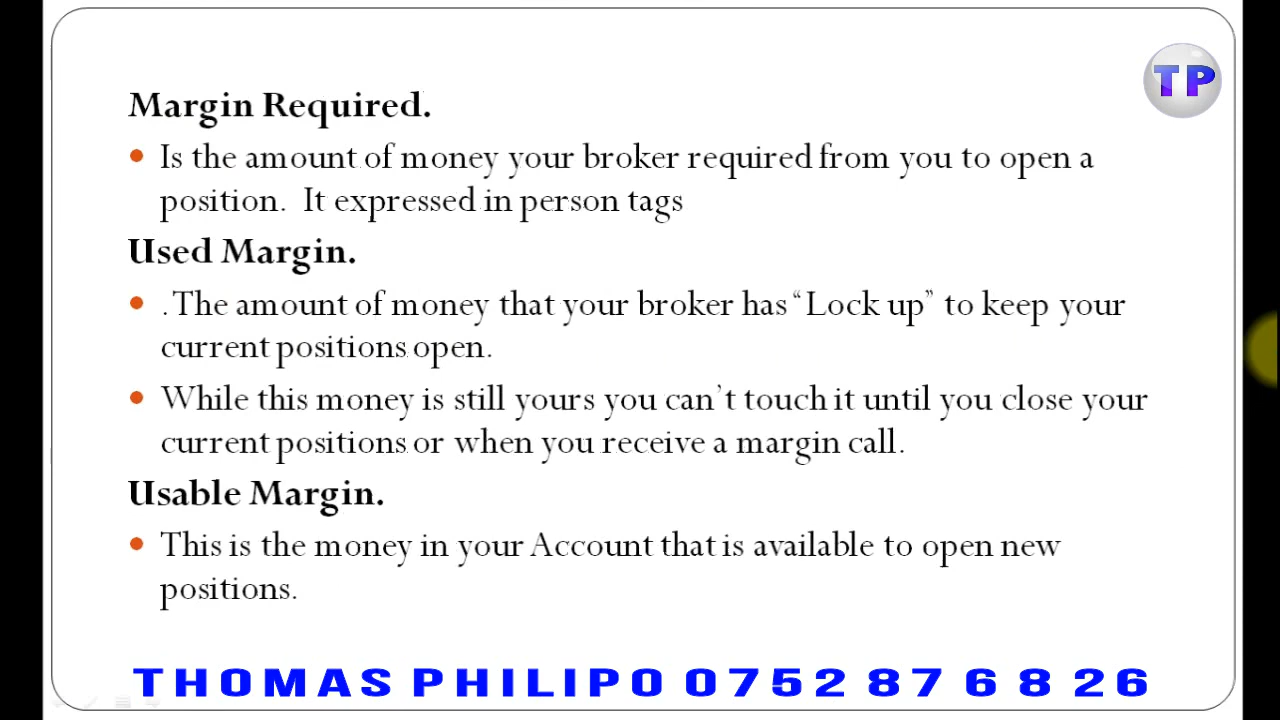 TP
Margin Required.
• Is the amount of money your broker required from you to open a
position. It expressed in person tags
Used Margin.
• . The amount of money that your broker has “Lock up” to keep your
current positions open.
• While this money is still yours you can’t touch it until you close your
current positions or when you receive a margin call.
Usable Margin.
• This is the money in your Account that is available to open new
positions.
THOMAS PHILIPO 0752 87 68 26